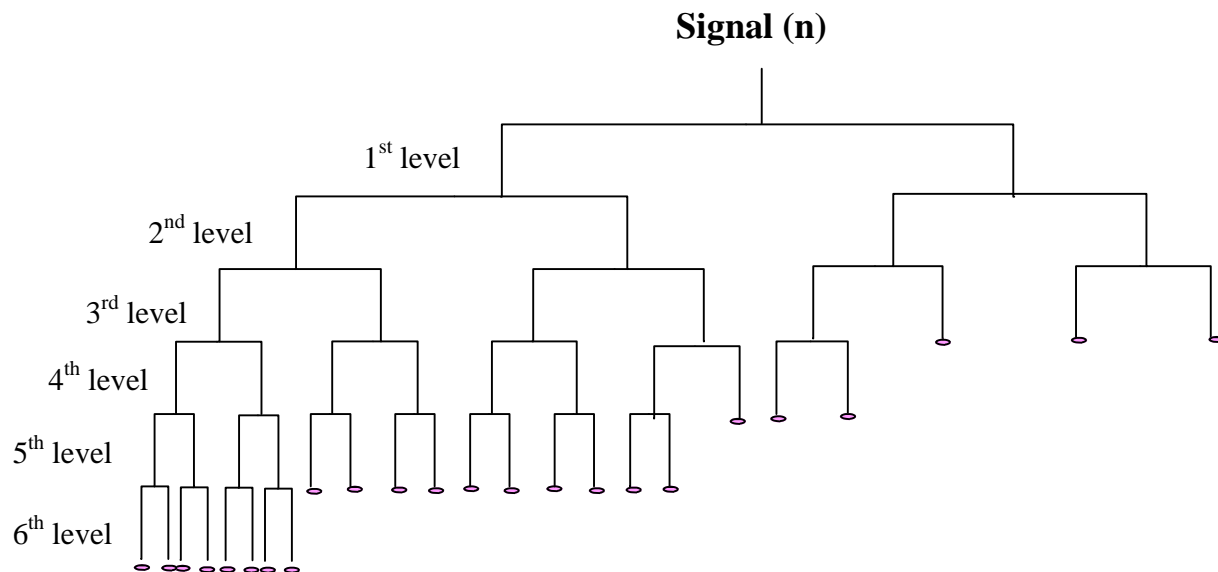 Signal (n)
1st level
2nd level
3rd level
4th level
5th level
6th level